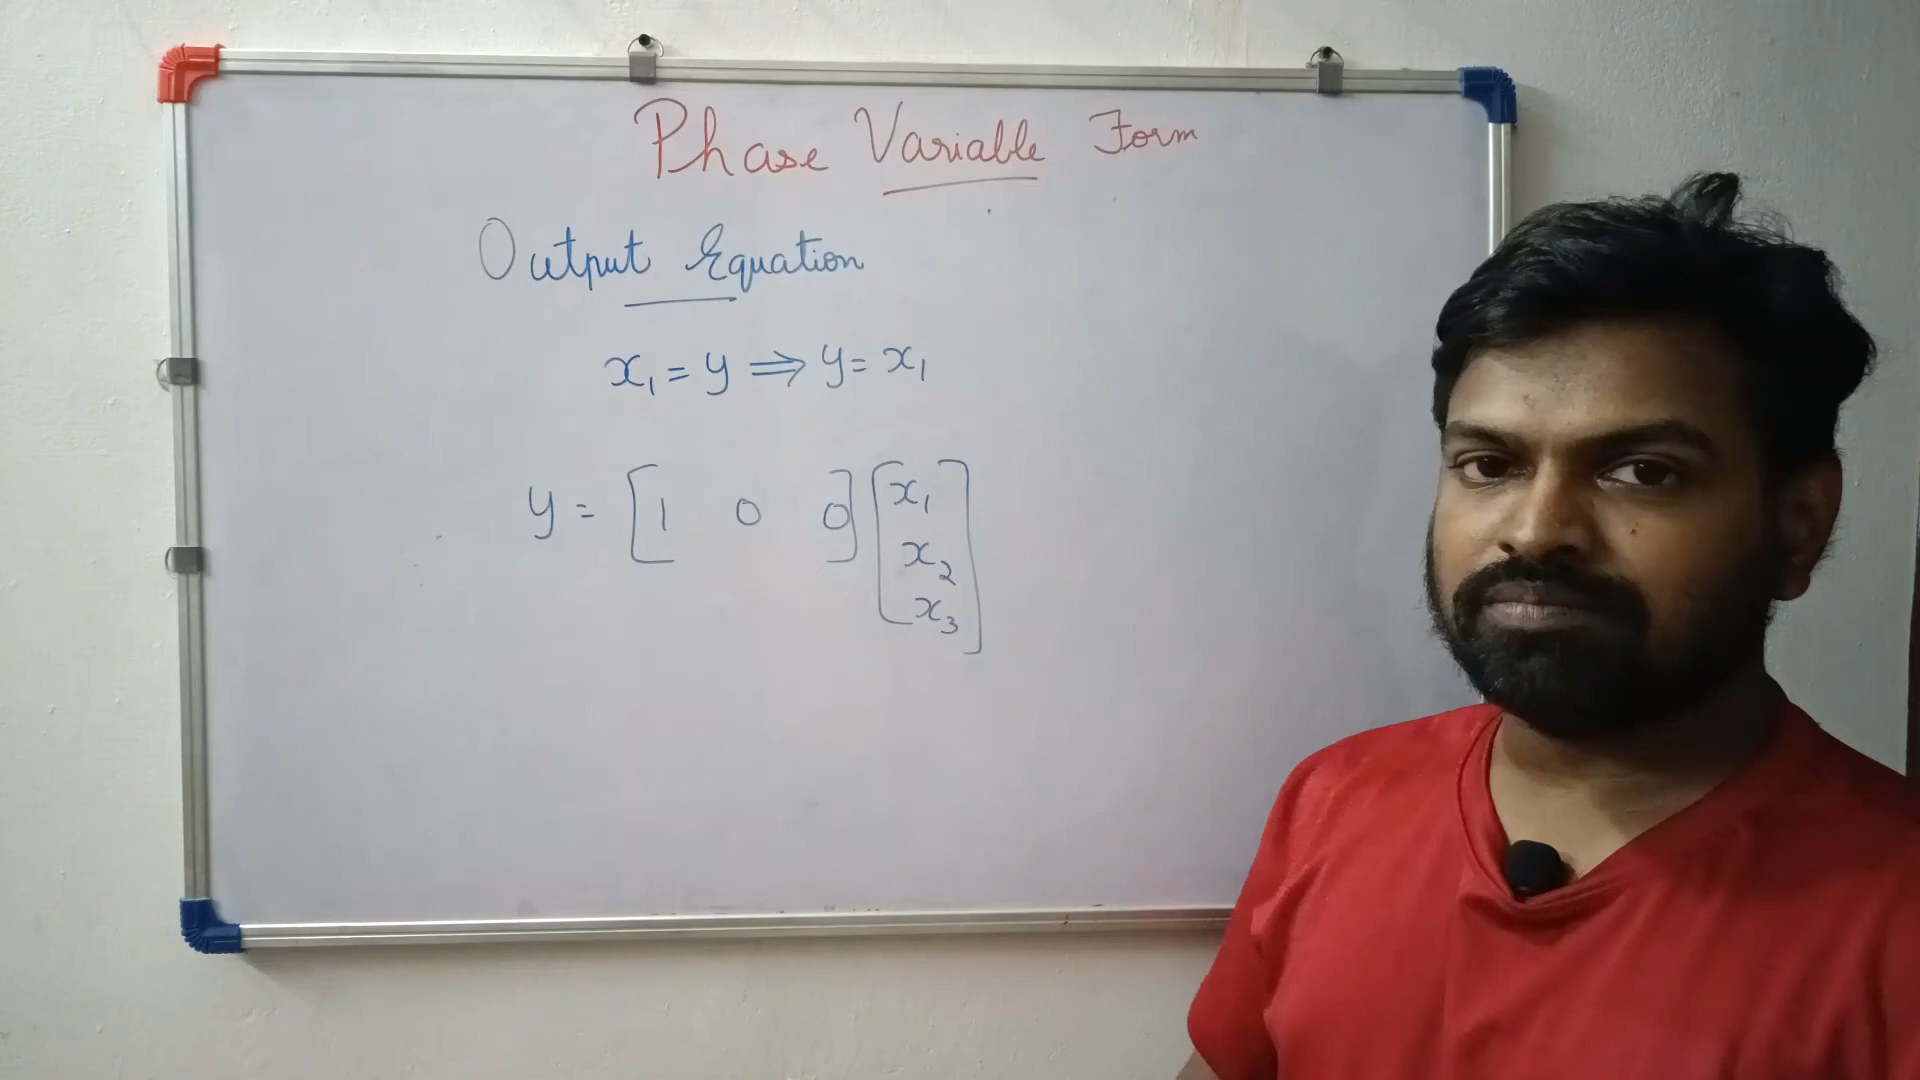 Phase Variable Form
Output Equation
x₁ = y ⟹ y = x₁
y = [1 0 0] [x₁
x₂
x₃]